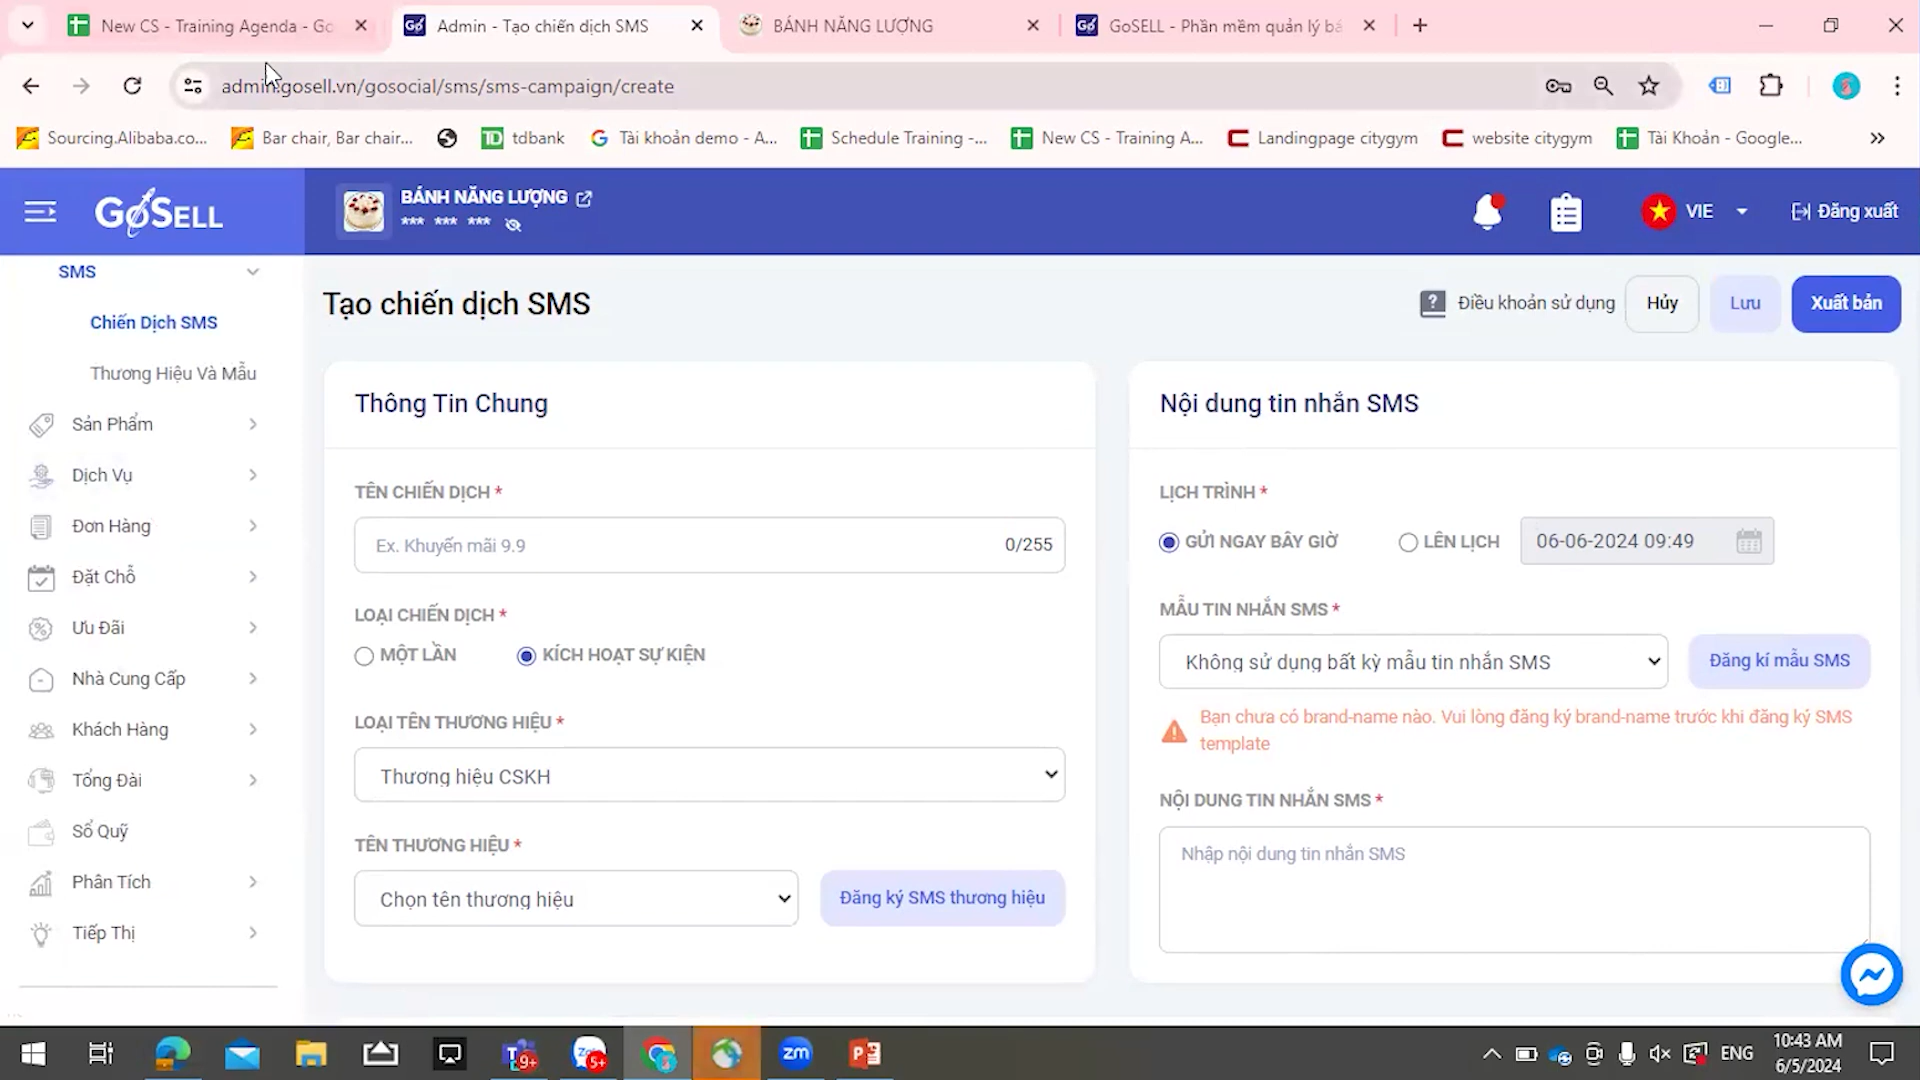 New CS - Training Agenda - Go
Admin - Tạo chiến dịch SMS
BÁNH NĂNG LƯỢNG
GoSELL - Phần mềm quản lý bá
admin.gosell.vn/gosocial/sms/sms-campaign/create
Sourcing.Alibaba.co...
Bar chair, Bar chair...
tdbank
Tài khoản demo - A...
Schedule Training -...
New CS - Training A...
Landingpage citygym
website citygym
Tài Khoản - Google...
GoSELL
BÁNH NĂNG LƯỢNG
*** *** ***
VIE
Đăng xuất
SMS
Chiến Dịch SMS
Thương Hiệu Và Mẫu
Sản Phẩm
Dịch Vụ
Đơn Hàng
Đặt Chỗ
Ưu Đãi
Nhà Cung Cấp
Khách Hàng
Tổng Đài
Sổ Quỹ
Phân Tích
Tiếp Thị
Tạo chiến dịch SMS
Điều khoản sử dụng
Hủy
Lưu
Xuất bản
Thông Tin Chung
TÊN CHIẾN DỊCH *
Ex. Khuyến mãi 9.9
0/255
LOẠI CHIẾN DỊCH *
MỘT LẦN
KÍCH HOẠT SỰ KIỆN
LOẠI TÊN THƯƠNG HIỆU *
Thương hiệu CSKH
TÊN THƯƠNG HIỆU *
Chọn tên thương hiệu
Đăng ký SMS thương hiệu
Nội dung tin nhắn SMS
LỊCH TRÌNH *
GỬI NGAY BÂY GIỜ
LÊN LỊCH
06-06-2024 09:49
MẪU TIN NHẮN SMS *
Không sử dụng bất kỳ mẫu tin nhắn SMS
Đăng kí mẫu SMS
Bạn chưa có brand-name nào. Vui lòng đăng ký brand-name trước khi đăng ký SMS
template
NỘI DUNG TIN NHẮN SMS *
Nhập nội dung tin nhắn SMS
ENG
10:43 AM
6/5/2024